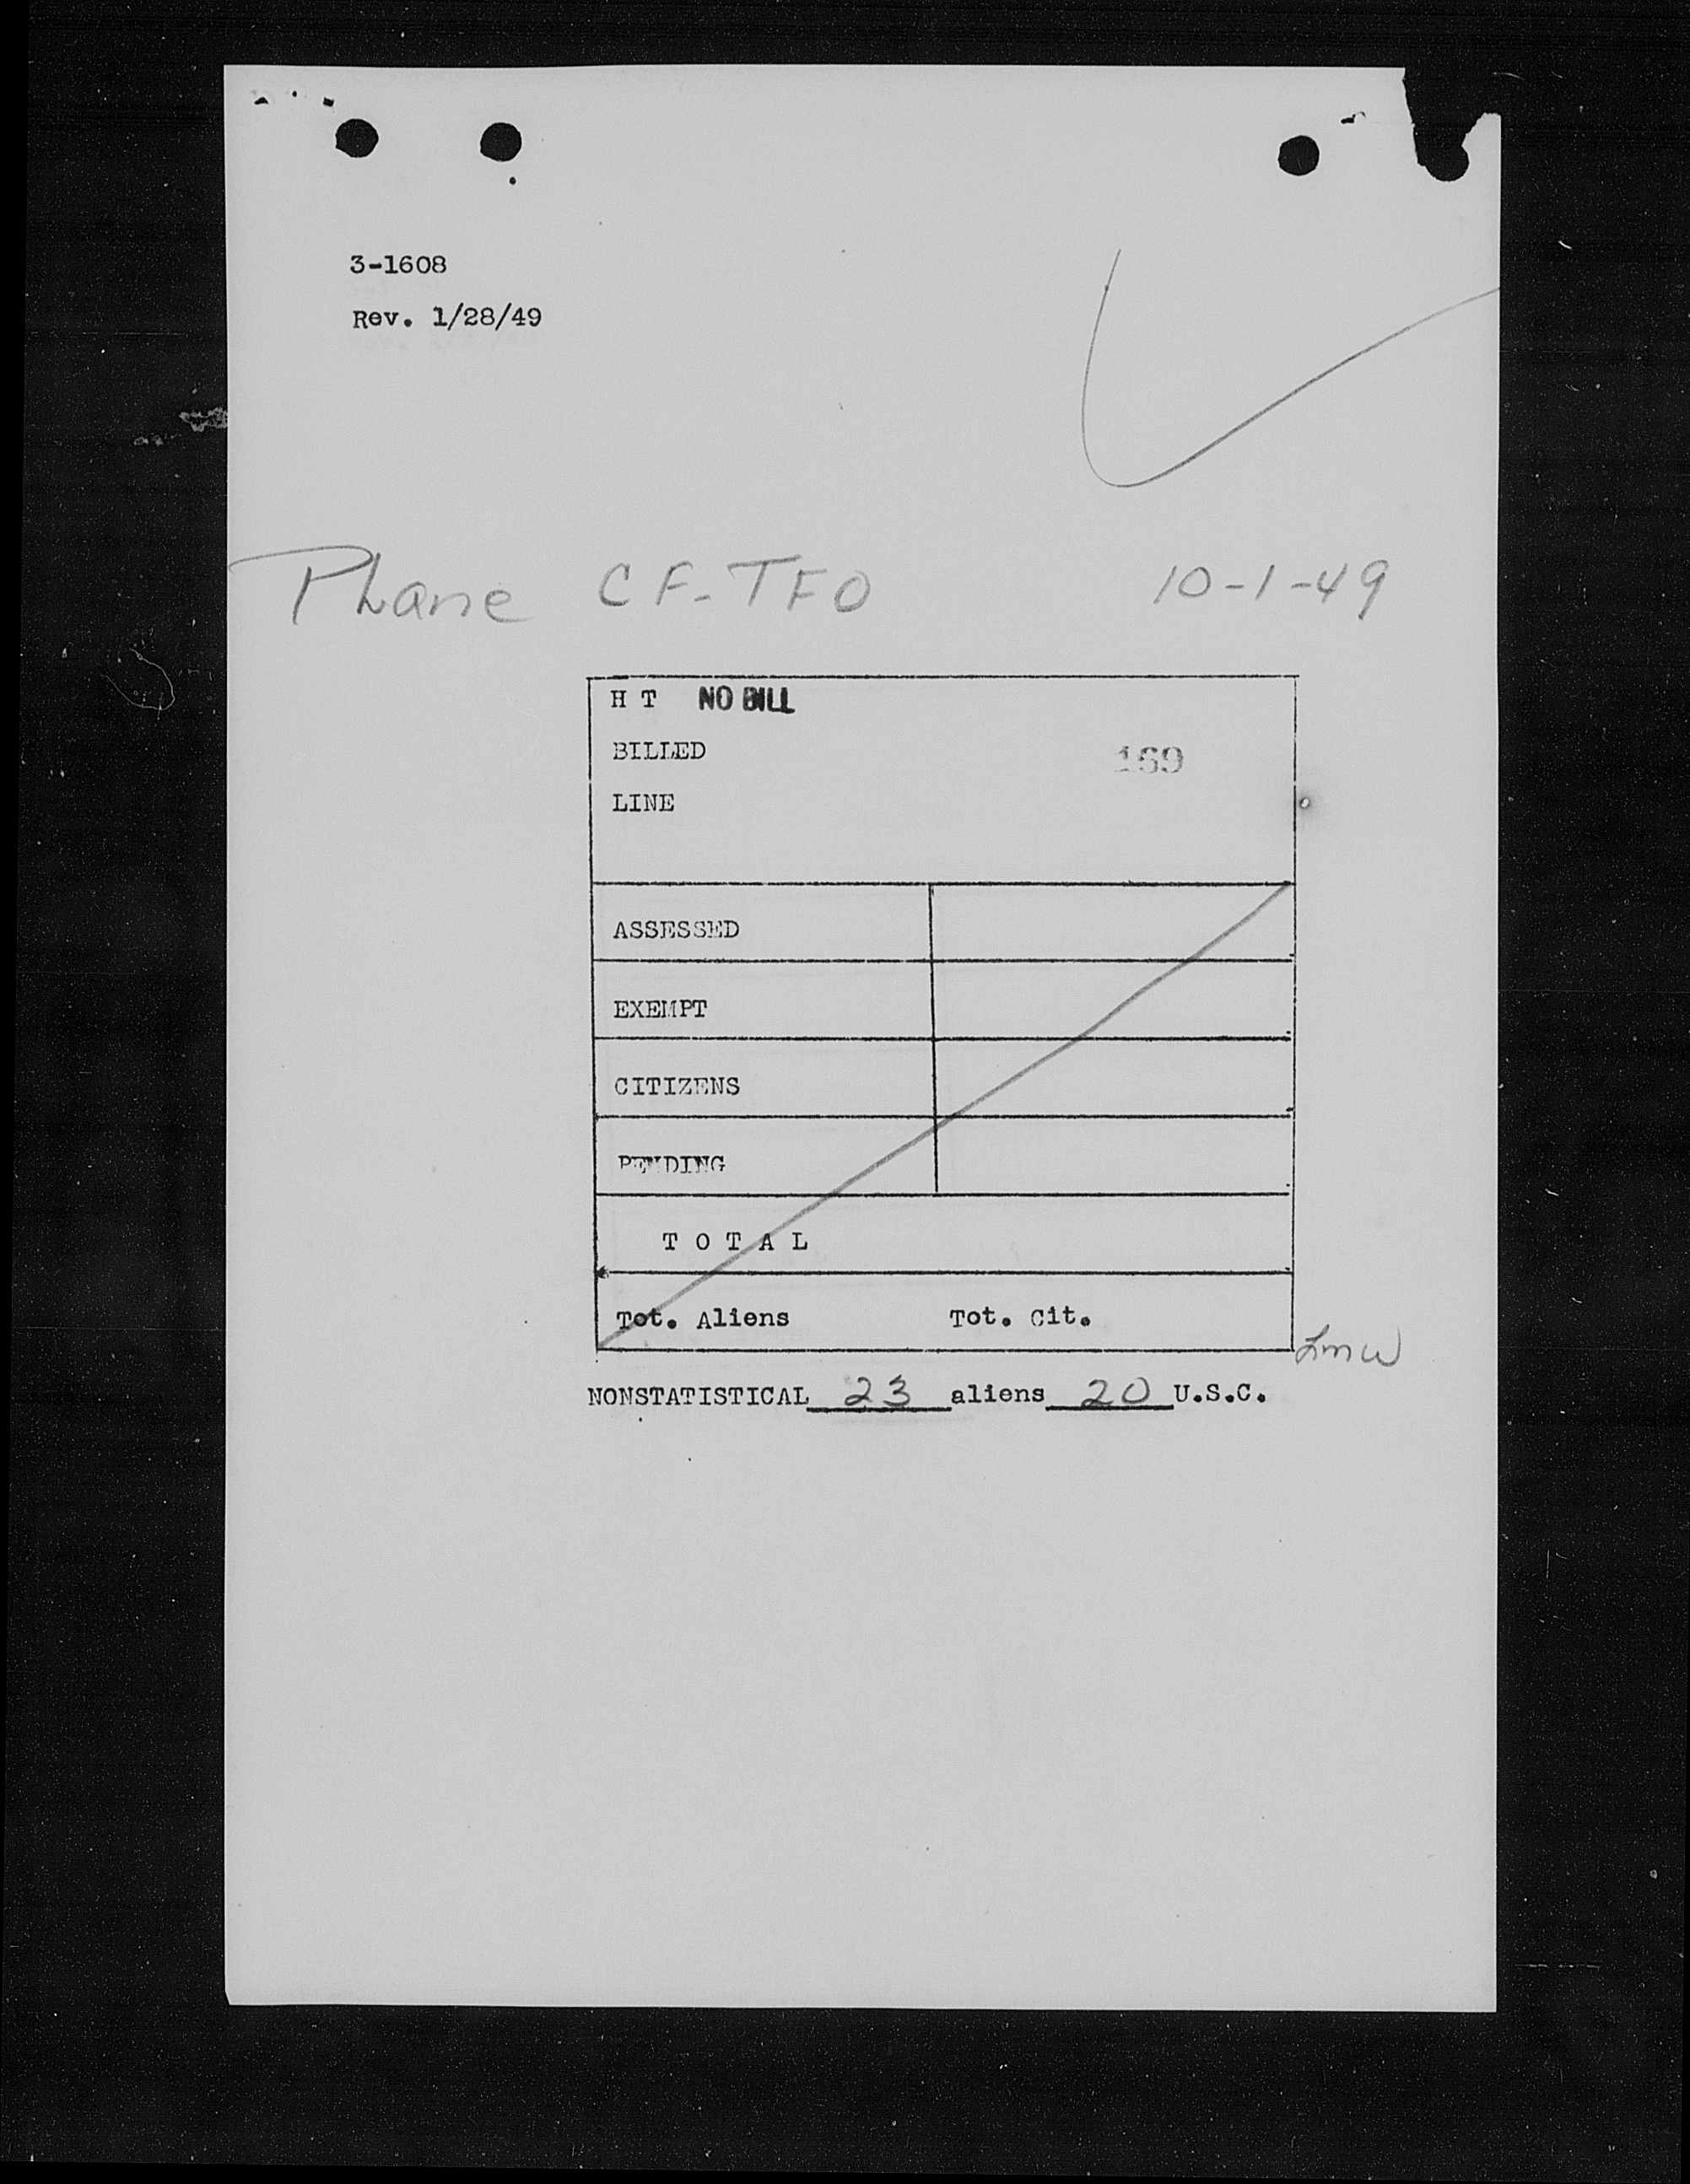 3-1608
Rev. 1/28/49
Plane CF-TFO 10-1-49
H T NO BILL
BILLED 169
LINE
ASSESSED
EXEMPT
CITIZENS
PENDING
T O T A L
Tot. Aliens Tot. Cit.
Lmw
NONSTATISTICAL 23 aliens 20 U.S.C.